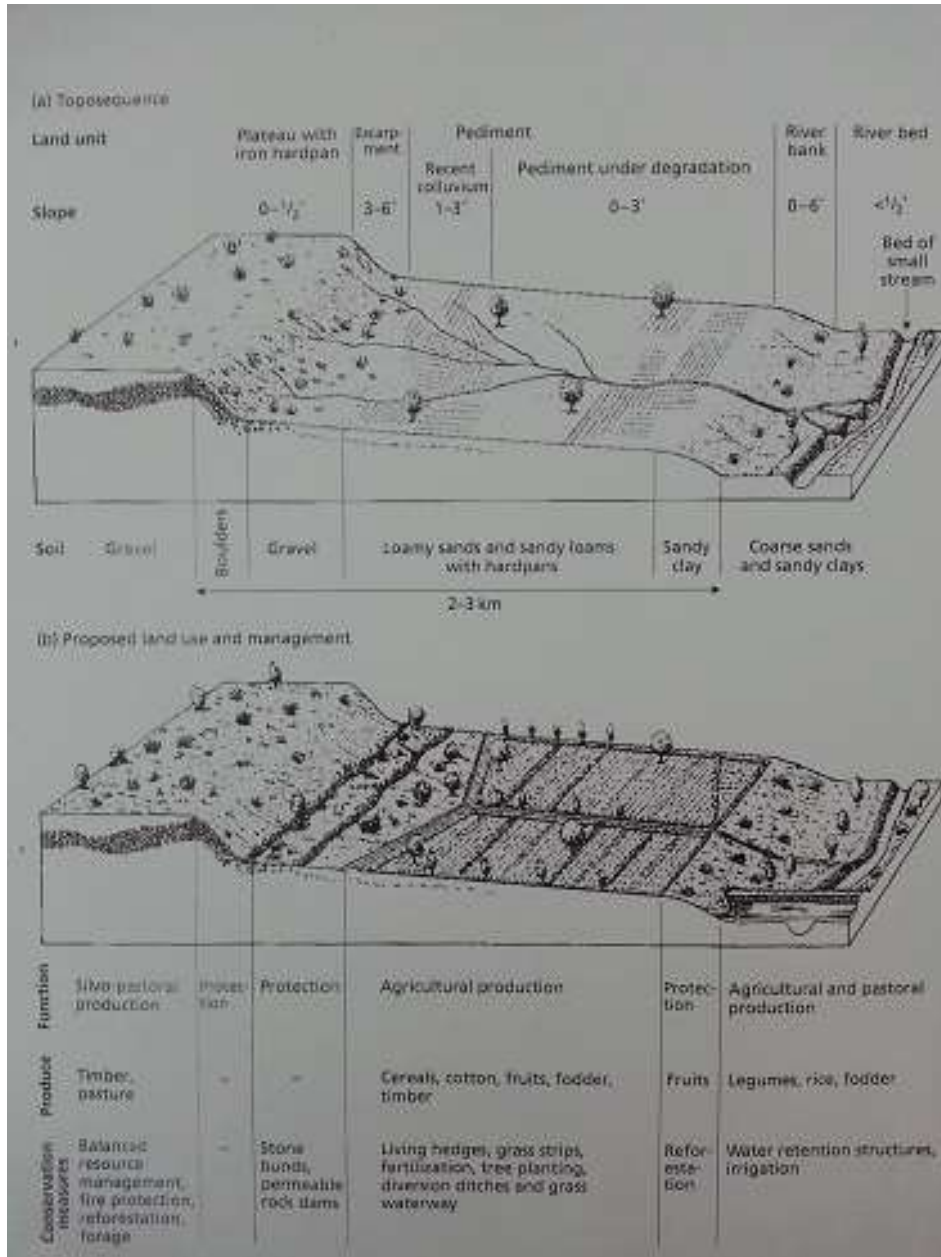 (a) Toposequence
Land unit
Plateau with
iron hardpan
Escarp-
ment
Pediment
Recent
colluvium
Pediment under degradation
River
bank
River bed
Slope
0–1/2°
3–6°
1–3°
0–3°
0–6°
<1/2°
Bed of
small
stream
Soil
Gravel
Boulders
Gravel
Loamy sands and sandy loams
with hardpans
Sandy
clay
Coarse sands
and sandy clays
2–3 km
(b) Proposed land use and management
Function
Silvo-pastoral
production
Protec-
tion
Protection
Agricultural production
Protec-
tion
Agricultural and pastoral
production
Produce
Timber,
pasture
–
–
Cereals, cotton, fruits, fodder,
timber
Fruits
Legumes, rice, fodder
Conservation
measures
Balanced
resource
management,
fire protection,
reforestation,
forage
–
Stone
bunds,
permeable
rock dams
Living hedges, grass strips,
fertilization, tree planting,
diversion ditches and grass
waterway
Refor-
esta-
tion
Water retention structures,
irrigation